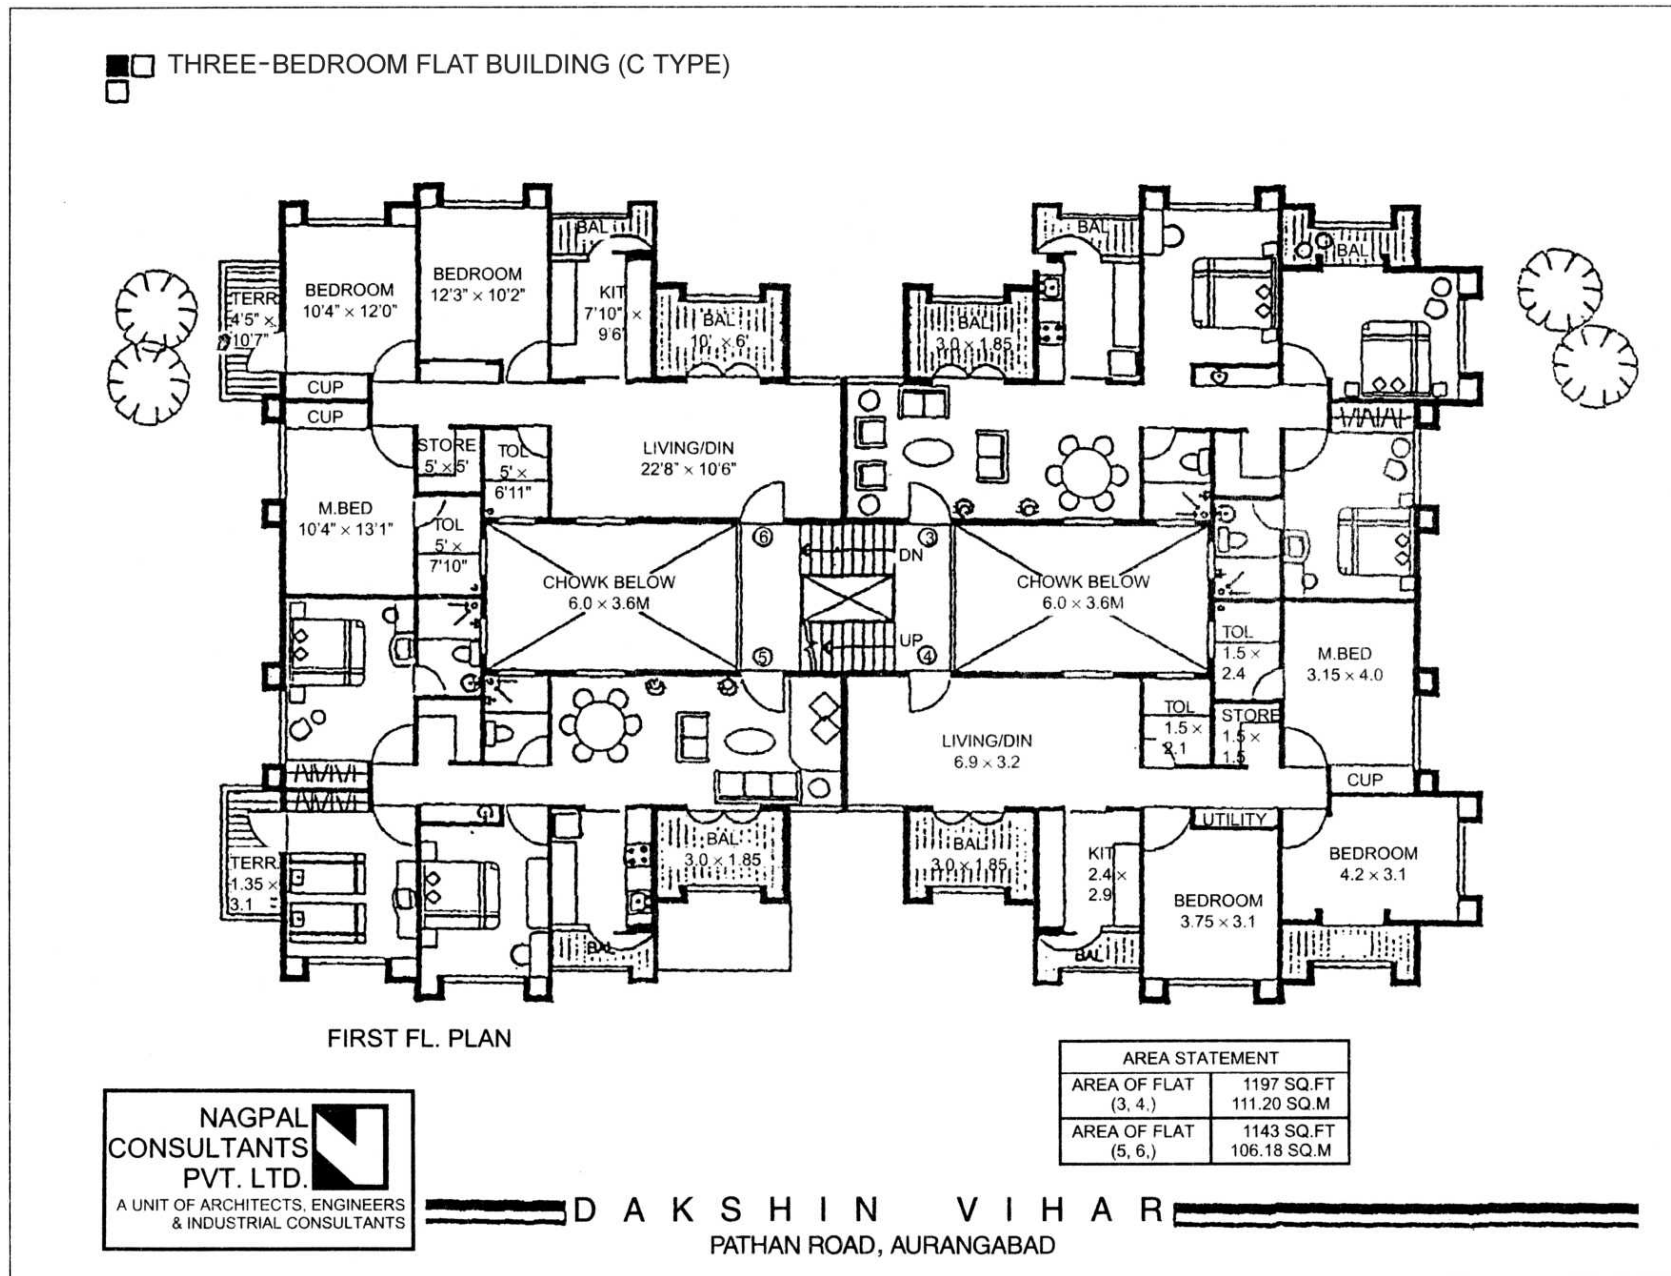 THREE-BEDROOM FLAT BUILDING (C TYPE)
BEDROOM
10'4" × 12'0"
BEDROOM
12'3" × 10'2"
BAL
KIT
7'10" ×
9'6"
TERR.
4'5" ×
10'7"
BAL
10' × 6'
CUP
CUP
STORE
5' × 5'
TOL
5' ×
6'11"
LIVING/DIN
22'8" × 10'6"
M.BED
10'4" × 13'1"
TOL
5' ×
7'10"
BAL
3.0 × 1.85
BAL
BAL
CHOWK BELOW
6.0 × 3.6M
6
5
DN
UP
3
4
CHOWK BELOW
6.0 × 3.6M
TOL
1.5 ×
2.4
M.BED
3.15 × 4.0
LIVING/DIN
6.9 × 3.2
TOL
1.5 ×
2.1
STORE
1.5 ×
1.5
CUP
TERR.
1.35 ×
3.1
BAL
BAL
3.0 × 1.85
BAL
3.0 × 1.85
KIT
2.4 ×
2.9
BAL
UTILITY
BEDROOM
3.75 × 3.1
BEDROOM
4.2 × 3.1
FIRST FL. PLAN
AREA STATEMENT
AREA OF FLAT
(3, 4,)
1197 SQ.FT
111.20 SQ.M
AREA OF FLAT
(5, 6,)
1143 SQ.FT
106.18 SQ.M
NAGPAL
CONSULTANTS
PVT. LTD.
A UNIT OF ARCHITECTS, ENGINEERS
& INDUSTRIAL CONSULTANTS
DAKSHIN VIHAR
PATHAN ROAD, AURANGABAD